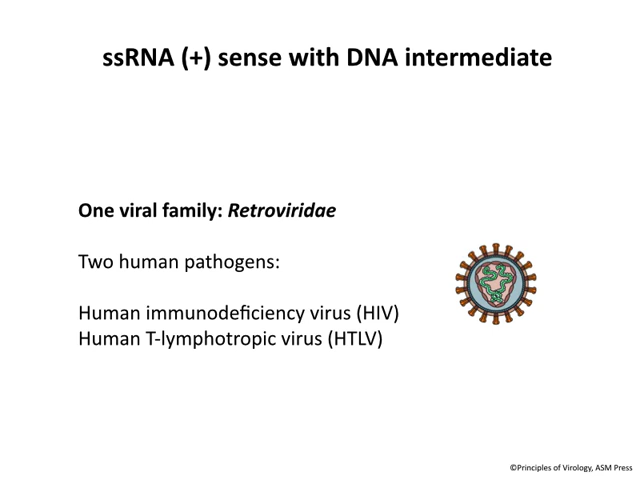 ssRNA (+) sense with DNA intermediate
One viral family: Retroviridae
Two human pathogens:
Human immunodeficiency virus (HIV)
Human T-lymphotropic virus (HTLV)
©Principles of Virology, ASM Press